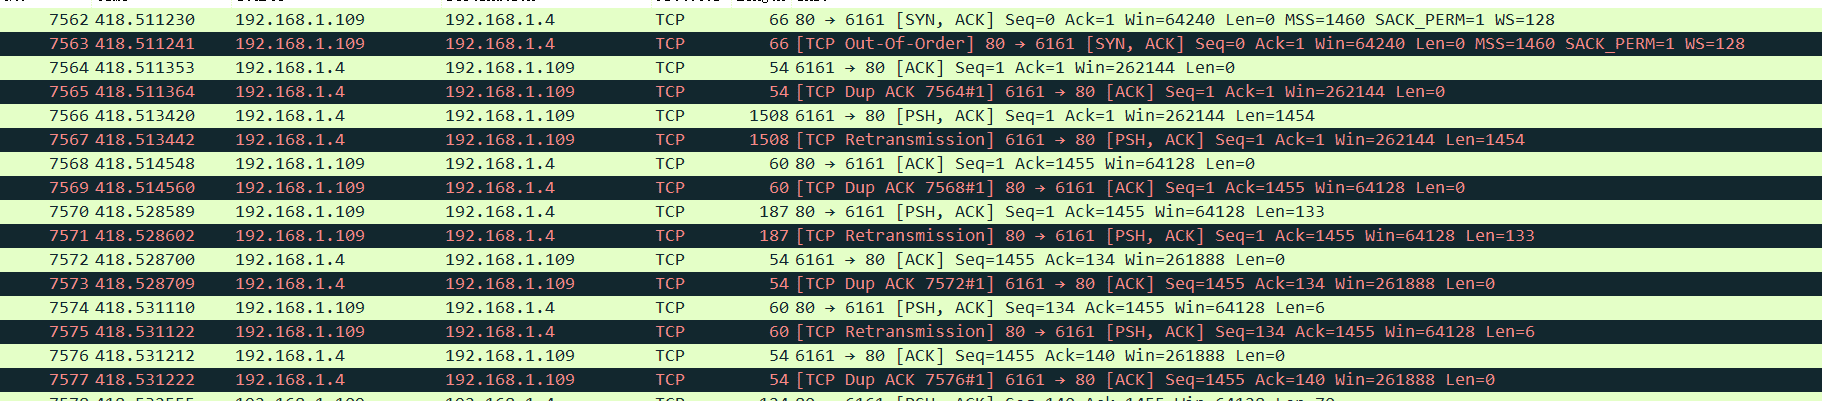 7562 418.511230 192.168.1.109 192.168.1.4 TCP 66 80 → 6161 [SYN, ACK] Seq=0 Ack=1 Win=64240 Len=0 MSS=1460 SACK_PERM=1 WS=128
7563 418.511241 192.168.1.109 192.168.1.4 TCP 66 [TCP Out-Of-Order] 80 → 6161 [SYN, ACK] Seq=0 Ack=1 Win=64240 Len=0 MSS=1460 SACK_PERM=1 WS=128
7564 418.511353 192.168.1.4 192.168.1.109 TCP 54 6161 → 80 [ACK] Seq=1 Ack=1 Win=262144 Len=0
7565 418.511364 192.168.1.4 192.168.1.109 TCP 54 [TCP Dup ACK 7564#1] 6161 → 80 [ACK] Seq=1 Ack=1 Win=262144 Len=0
7566 418.513420 192.168.1.4 192.168.1.109 TCP 1508 6161 → 80 [PSH, ACK] Seq=1 Ack=1 Win=262144 Len=1454
7567 418.513442 192.168.1.4 192.168.1.109 TCP 1508 [TCP Retransmission] 6161 → 80 [PSH, ACK] Seq=1 Ack=1 Win=262144 Len=1454
7568 418.514548 192.168.1.109 192.168.1.4 TCP 60 80 → 6161 [ACK] Seq=1 Ack=1455 Win=64128 Len=0
7569 418.514560 192.168.1.109 192.168.1.4 TCP 60 [TCP Dup ACK 7568#1] 80 → 6161 [ACK] Seq=1 Ack=1455 Win=64128 Len=0
7570 418.528589 192.168.1.109 192.168.1.4 TCP 187 80 → 6161 [PSH, ACK] Seq=1 Ack=1455 Win=64128 Len=133
7571 418.528602 192.168.1.109 192.168.1.4 TCP 187 [TCP Retransmission] 80 → 6161 [PSH, ACK] Seq=1 Ack=1455 Win=64128 Len=133
7572 418.528700 192.168.1.4 192.168.1.109 TCP 54 6161 → 80 [ACK] Seq=1455 Ack=134 Win=261888 Len=0
7573 418.528709 192.168.1.4 192.168.1.109 TCP 54 [TCP Dup ACK 7572#1] 6161 → 80 [ACK] Seq=1455 Ack=134 Win=261888 Len=0
7574 418.531110 192.168.1.109 192.168.1.4 TCP 60 80 → 6161 [PSH, ACK] Seq=134 Ack=1455 Win=64128 Len=6
7575 418.531122 192.168.1.109 192.168.1.4 TCP 60 [TCP Retransmission] 80 → 6161 [PSH, ACK] Seq=134 Ack=1455 Win=64128 Len=6
7576 418.531212 192.168.1.4 192.168.1.109 TCP 54 6161 → 80 [ACK] Seq=1455 Ack=140 Win=261888 Len=0
7577 418.531222 192.168.1.4 192.168.1.109 TCP 54 [TCP Dup ACK 7576#1] 6161 → 80 [ACK] Seq=1455 Ack=140 Win=261888 Len=0